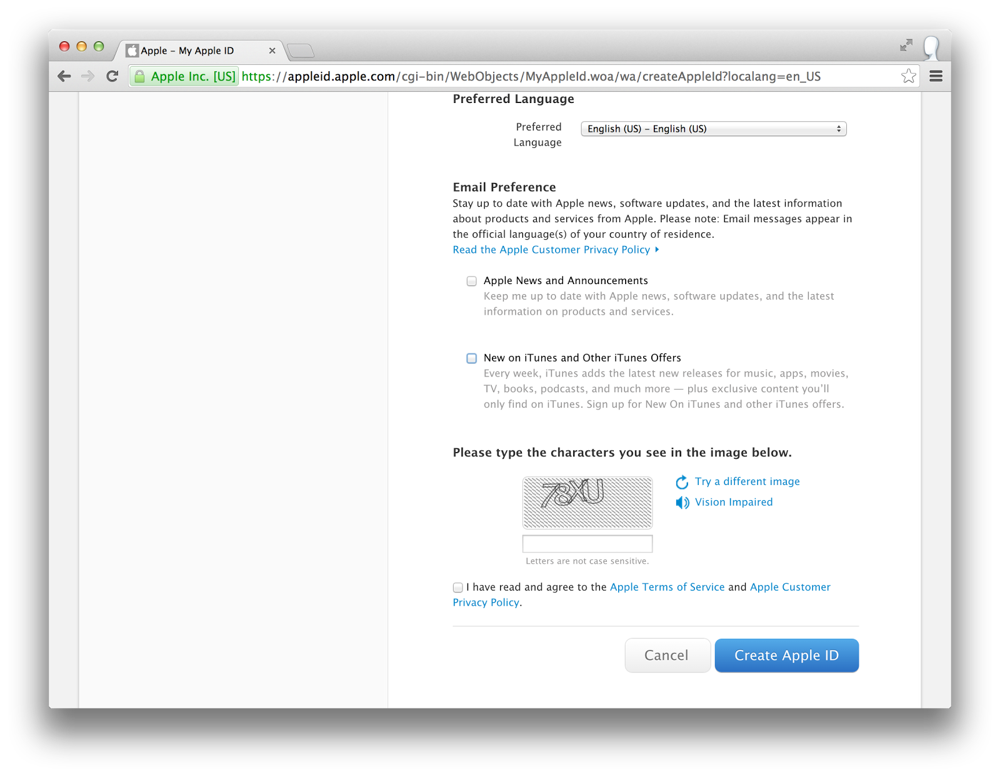 Apple – My Apple ID
Apple Inc. [US] https://appleid.apple.com/cgi-bin/WebObjects/MyAppleId.woa/wa/createAppleId?localang=en_US
Preferred Language
Preferred
Language
English (US) – English (US)
Email Preference
Stay up to date with Apple news, software updates, and the latest information
about products and services from Apple. Please note: Email messages appear in
the official language(s) of your country of residence.
Read the Apple Customer Privacy Policy
Apple News and Announcements
Keep me up to date with Apple news, software updates, and the latest
information on products and services.
New on iTunes and Other iTunes Offers
Every week, iTunes adds the latest new releases for music, apps, movies,
TV, books, podcasts, and much more — plus exclusive content you’ll
only find on iTunes. Sign up for New On iTunes and other iTunes offers.
Please type the characters you see in the image below.
78XU
Try a different image
Vision Impaired
Letters are not case sensitive.
I have read and agree to the Apple Terms of Service and Apple Customer
Privacy Policy.
Cancel
Create Apple ID